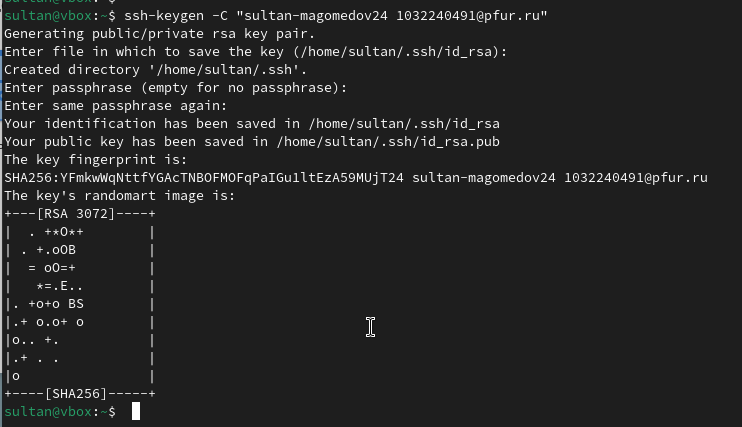 sultan@vbox:~$ ssh-keygen -C "sultan-magomedov24 1032240491@pfur.ru"
Generating public/private rsa key pair.
Enter file in which to save the key (/home/sultan/.ssh/id_rsa):
Created directory '/home/sultan/.ssh'.
Enter passphrase (empty for no passphrase):
Enter same passphrase again:
Your identification has been saved in /home/sultan/.ssh/id_rsa
Your public key has been saved in /home/sultan/.ssh/id_rsa.pub
The key fingerprint is:
SHA256:YFmkwWqNttfYGAcTNBOFMOFqPaIGu1ltEzA59MUjT24 sultan-magomedov24 1032240491@pfur.ru
The key's randomart image is:
+---[RSA 3072]----+
|  . +*O*+        |
| . +.oOB         |
|  = oO=+         |
|   *=.E..        |
|. +o+o BS        |
|.+ o.o+ o        |
|o.. +.           |
|.+ . .           |
|o                |
+----[SHA256]-----+
sultan@vbox:~$